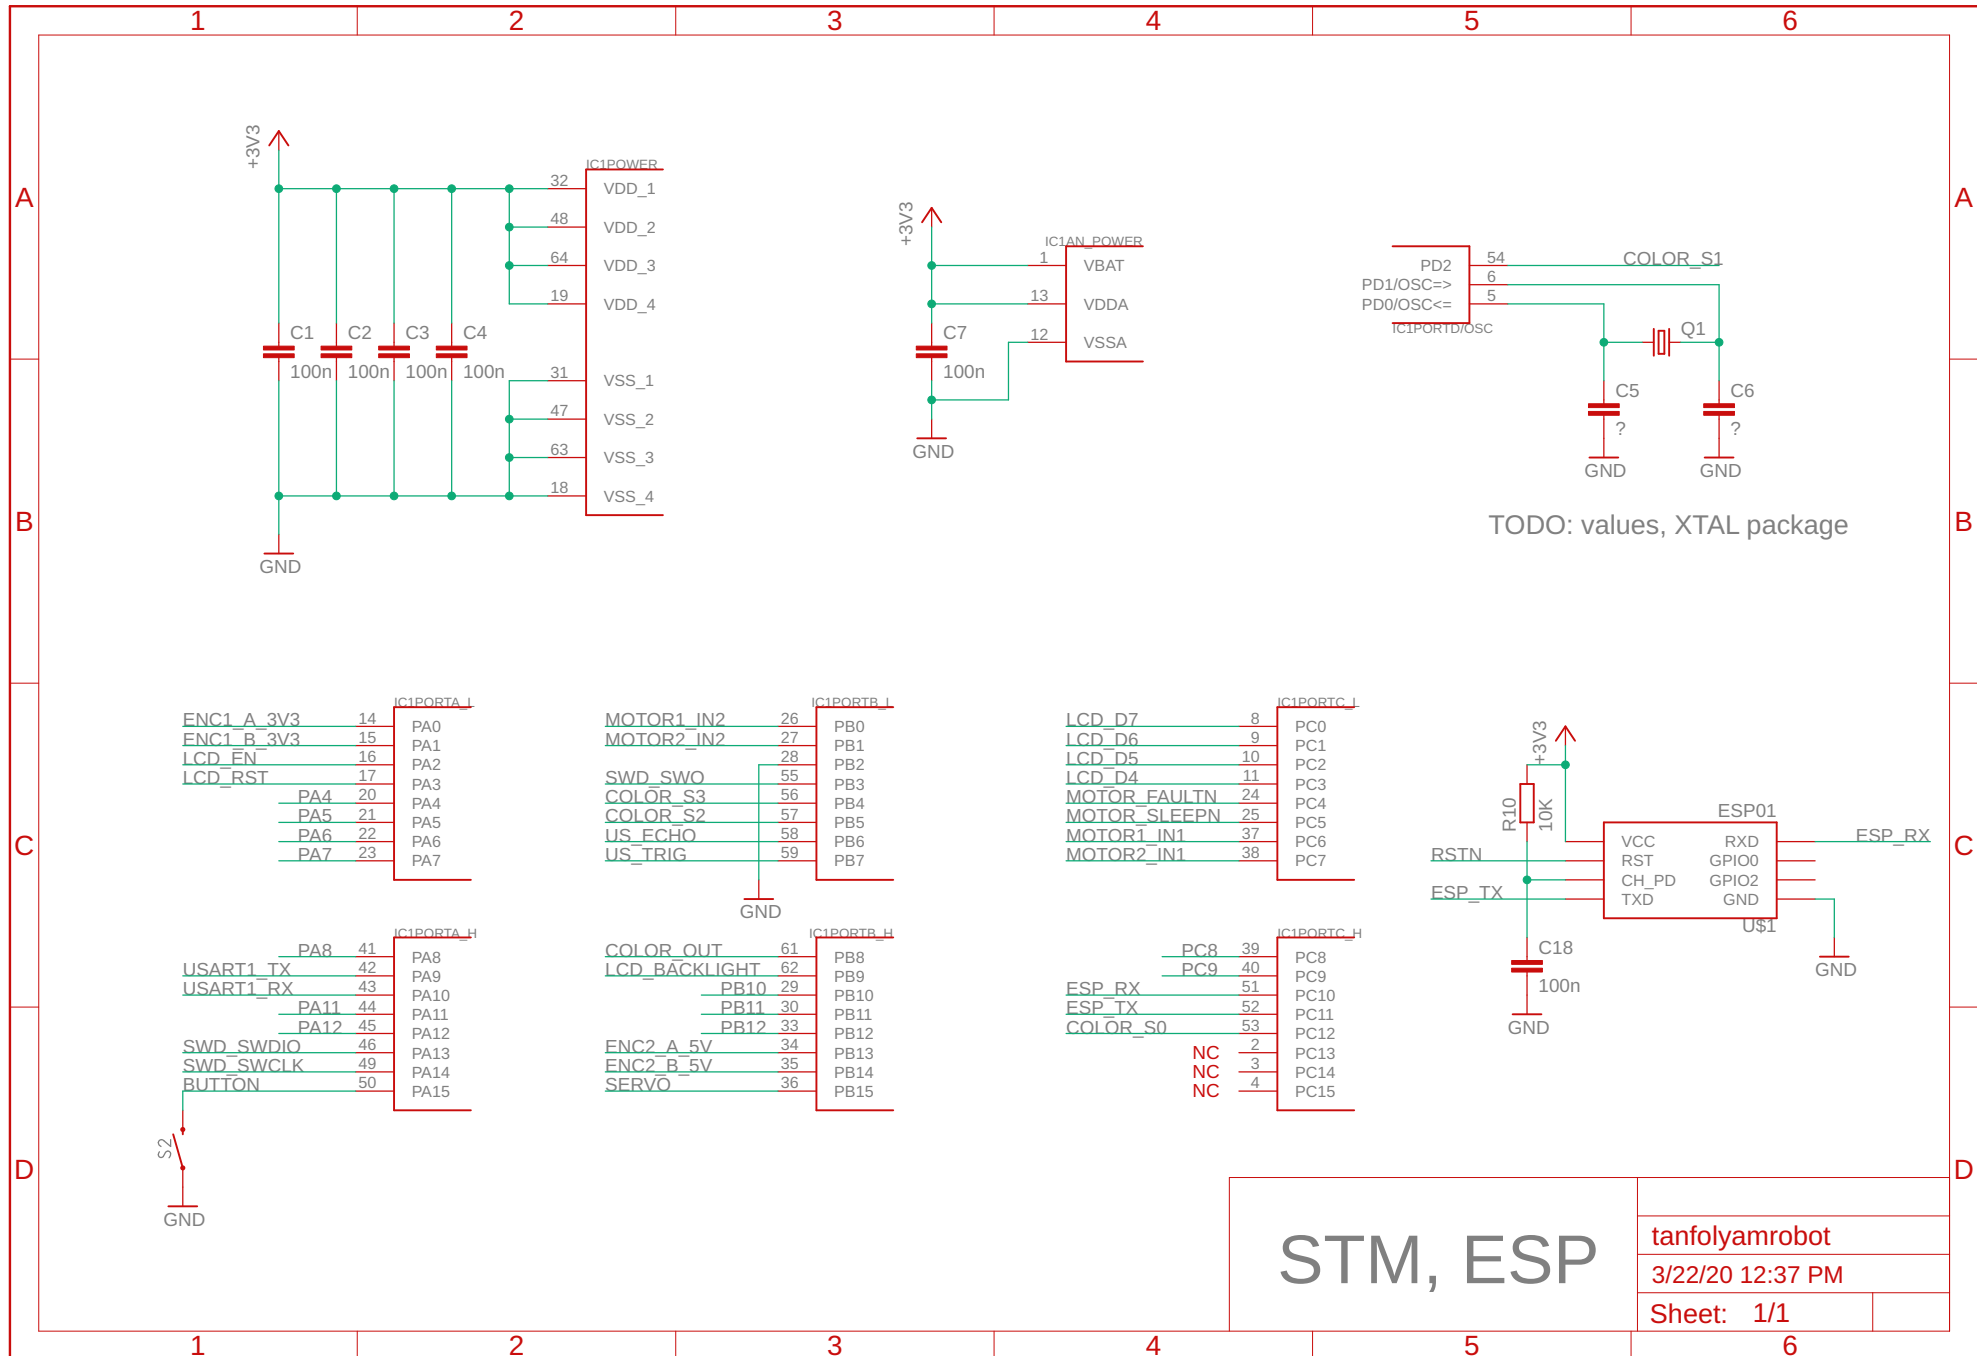 1 2 3 4 5 6
A A
+3V3
IC1POWER
32 VDD_1
48 VDD_2
64 VDD_3
19 VDD_4
31 VSS_1
47 VSS_2
63 VSS_3
18 VSS_4
C1 C2 C3 C4
100n 100n 100n 100n
GND
+3V3
IC1AN_POWER
1 VBAT
13 VDDA
12 VSSA
C7
100n
GND
PD2 54 COLOR_S1
PD1/OSC=> 6
PD0/OSC<= 5
IC1PORTD/OSC
Q1
C5 C6
? ?
GND GND
TODO: values, XTAL package
B B
IC1PORTA_L
ENC1_A_3V3 14 PA0
ENC1_B_3V3 15 PA1
LCD_EN 16 PA2
LCD_RST 17 PA3
PA4 20 PA4
PA5 21 PA5
PA6 22 PA6
PA7 23 PA7
IC1PORTB_L
MOTOR1_IN2 26 PB0
MOTOR2_IN2 27 PB1
28 PB2
SWD_SWO 55 PB3
COLOR_S3 56 PB4
COLOR_S2 57 PB5
US_ECHO 58 PB6
US_TRIG 59 PB7
GND
IC1PORTC_L
LCD_D7 8 PC0
LCD_D6 9 PC1
LCD_D5 10 PC2
LCD_D4 11 PC3
MOTOR_FAULTN 24 PC4
MOTOR_SLEEPN 25 PC5
MOTOR1_IN1 37 PC6
MOTOR2_IN1 38 PC7
+3V3
R10
10K
ESP01
VCC RXD ESP_RX
RSTN RST GPIO0
CH_PD GPIO2
ESP_TX TXD GND
U$1
C18
100n
GND
GND
C C
IC1PORTA_H
PA8 41 PA8
USART1_TX 42 PA9
USART1_RX 43 PA10
PA11 44 PA11
PA12 45 PA12
SWD_SWDIO 46 PA13
SWD_SWCLK 49 PA14
BUTTON 50 PA15
S2
GND
IC1PORTB_H
COLOR_OUT 61 PB8
LCD_BACKLIGHT 62 PB9
PB10 29 PB10
PB11 30 PB11
PB12 33 PB12
ENC2_A_5V 34 PB13
ENC2_B_5V 35 PB14
SERVO 36 PB15
IC1PORTC_H
PC8 39 PC8
PC9 40 PC9
ESP_RX 51 PC10
ESP_TX 52 PC11
COLOR_S0 53 PC12
NC 2 PC13
NC 3 PC14
NC 4 PC15
D D
STM, ESP
tanfolyamrobot
3/22/20 12:37 PM
Sheet: 1/1
1 2 3 4 5 6